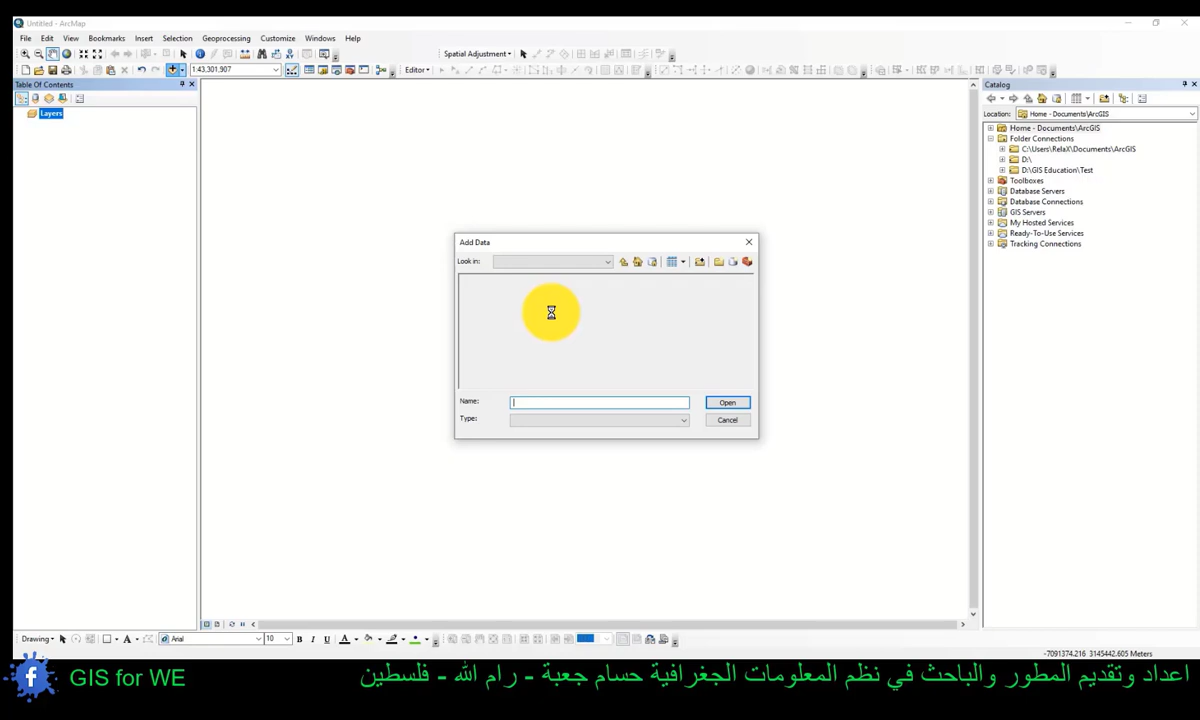 Untitled - ArcMap
File Edit View Bookmarks Insert Selection Geoprocessing Customize Windows Help
Spatial Adjustment
1:43,301,907
Editor
Table Of Contents
Layers
Catalog
Location: Home - Documents\ArcGIS
Home - Documents\ArcGIS
Folder Connections
C:\Users\RelaX\Documents\ArcGIS
D:\
D:\GIS Education\Test
Toolboxes
Database Servers
Database Connections
GIS Servers
My Hosted Services
Ready-To-Use Services
Tracking Connections
Add Data
Look in:
Name:
Open
Type:
Cancel
Drawing A Arial 10 B I U A
-7091374.216 3145442.605 Meters
f GIS for WE
اعداد وتقديم المطور والباحث في نظم المعلومات الجغرافية حسام جعبة - رام الله - فلسطين